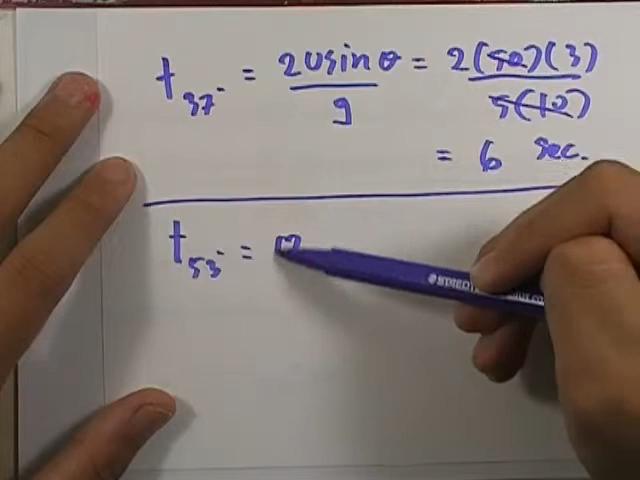 t37° = 2usinθ/g = 2(50)(3)/5(10)
= 6 sec.
t53° =
STAEDTLER